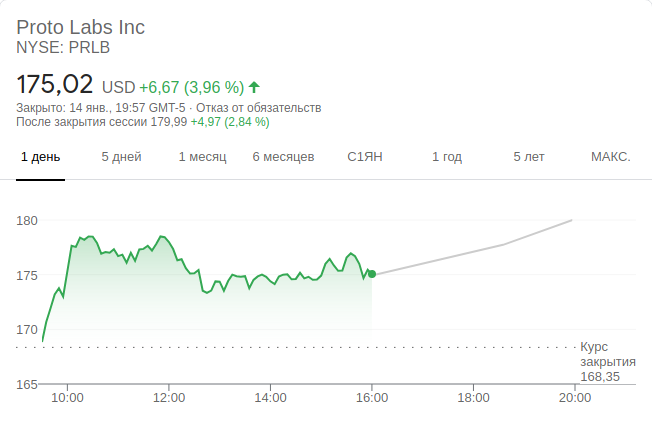 Proto Labs Inc
NYSE: PRLB
175,02 USD +6,67 (3,96 %)
Закрыто: 14 янв., 19:57 GMT-5 · Отказ от обязательств
После закрытия сессии 179,99 +4,97 (2,84 %)
1 день 5 дней 1 месяц 6 месяцев С1ЯН 1 год 5 лет МАКС.
180
175
170
165
Курс
закрытия
168,35
10:00 12:00 14:00 16:00 18:00 20:00